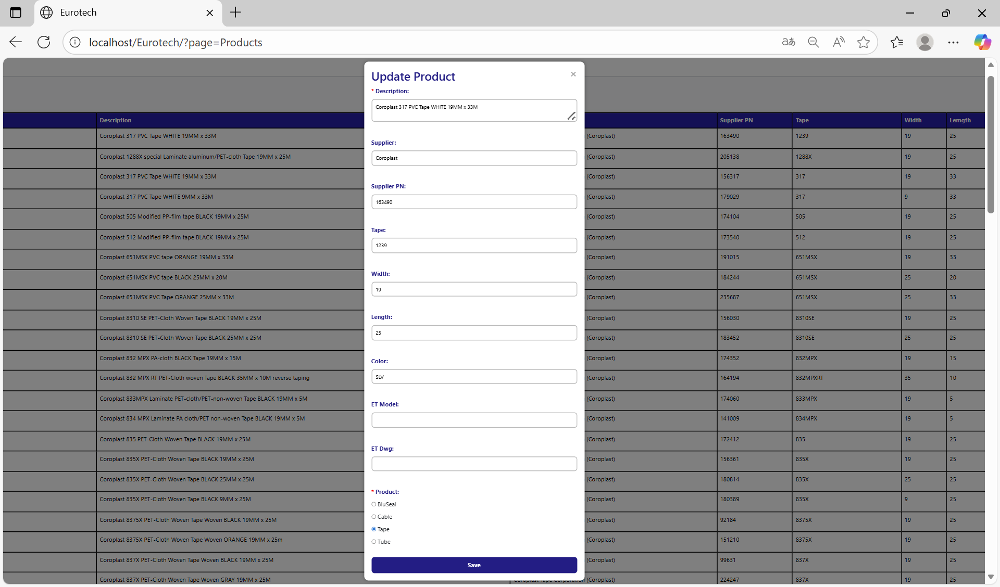 Eurotech
localhost/Eurotech/?page=Products
Update Product
* Description:
Coroplast 317 PVC Tape WHITE 19MM x 33M
Supplier:
Coroplast
Supplier PN:
163490
Tape:
1239
Width:
19
Length:
25
Color:
SLV
ET Model:
ET Dwg:
* Product:
BluSeal
Cable
Tape
Tube
Save
Description Supplier PN Tape Width Lemgth
Coroplast 317 PVC Tape WHITE 19MM x 33M (Coroplast) 163490 1239 19 25
Coroplast 1288X special Laminate aluminum/PET-cloth Tape 19MM x 25M (Coroplast) 205138 1288X 19 25
Coroplast 317 PVC Tape WHITE 19MM x 33M (Coroplast) 156317 317 19 33
Coroplast 317 PVC Tape WHITE 9MM x 33M (Coroplast) 179029 317 9 33
Coroplast 505 Modified PP-film tape BLACK 19MM x 25M (Coroplast) 174104 505 19 25
Coroplast 512 Modified PP-film tape BLACK 19MM x 25M (Coroplast) 173540 512 19 25
Coroplast 651MSX PVC tape ORANGE 19MM x 33M (Coroplast) 191015 651MSX 19 33
Coroplast 651MSX PVC tape BLACK 25MM x 20M (Coroplast) 184244 651MSX 25 20
Coroplast 651MSX PVC Tape ORANGE 25MM x 33M (Coroplast) 235687 651MSX 25 33
Coroplast 8310 SE PET-Cloth Woven Tape BLACK 19MM x 25M (Coroplast) 156030 8310SE 19 25
Coroplast 8310 SE PET-Cloth Woven Tape BLACK 25MM x 25M (Coroplast) 183452 8310SE 25 25
Coroplast 832 MPX PA-cloth BLACK Tape 19MM x 15M (Coroplast) 174352 832MPX 19 15
Coroplast 832 MPX RT PET-Cloth woven Tape BLACK 35MM x 10M reverse taping (Coroplast) 164194 832MPXRT 35 10
Coroplast 833MPX Laminate PET-cloth/PET-non-woven Tape BLACK 19MM x 5M (Coroplast) 174060 833MPX 19 5
Coroplast 834 MPX Laminate PA cloth/PET non-woven Tape BLACK 19MM x 5M (Coroplast) 141009 834MPX 19 5
Coroplast 835 PET-Cloth Woven Tape BLACK 19MM x 25M (Coroplast) 172412 835 19 25
Coroplast 835X PET-Cloth Woven Tape BLACK 19MM x 25M (Coroplast) 156361 835X 19 25
Coroplast 835X PET-Cloth Woven Tape BLACK 25MM x 25M (Coroplast) 180814 835X 25 25
Coroplast 835X PET-Cloth Woven Tape BLACK 9MM x 25M (Coroplast) 180389 835X 9 25
Coroplast 8375X PET-Cloth Woven Tape Woven BLACK 19MM x 25M (Coroplast) 92184 8375X 19 25
Coroplast 8375X PET-Cloth Woven Tape Woven ORANGE 19MM x 25m (Coroplast) 151210 8375X 19 25
Coroplast 837X PET-Cloth Woven Tape Woven BLACK 19MM x 25M (Coroplast) 99631 837X 19 25
Coroplast 837X PET-Cloth Woven Tape Woven GRAY 19MM x 25M Coroplast Tape Corporation (Coroplast) 224247 837X 19 25